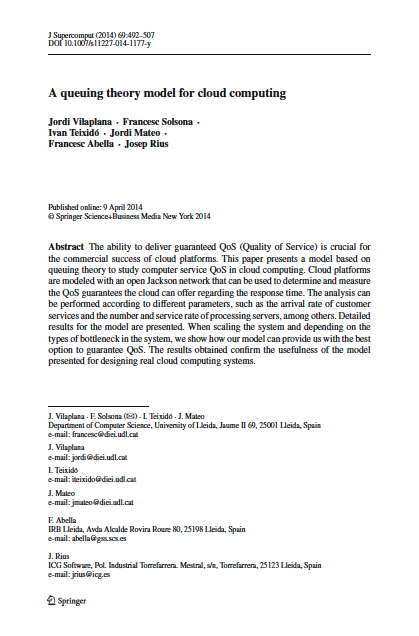 J Supercomput (2014) 69:492–507
DOI 10.1007/s11227-014-1177-y
A queuing theory model for cloud computing
Jordi Vilaplana · Francesc Solsona ·
Ivan Teixidó · Jordi Mateo ·
Francesc Abella · Josep Rius
Published online: 9 April 2014
© Springer Science+Business Media New York 2014
Abstract The ability to deliver guaranteed QoS (Quality of Service) is crucial for
the commercial success of cloud platforms. This paper presents a model based on
queuing theory to study computer service QoS in cloud computing. Cloud platforms
are modeled with an open Jackson network that can be used to determine and measure
the QoS guarantees the cloud can offer regarding the response time. The analysis can
be performed according to different parameters, such as the arrival rate of customer
services and the number and service rate of processing servers, among others. Detailed
results for the model are presented. When scaling the system and depending on the
types of bottleneck in the system, we show how our model can provide us with the best
option to guarantee QoS. The results obtained confirm the usefulness of the model
presented for designing real cloud computing systems.
J. Vilaplana · F. Solsona (✉) · I. Teixidó · J. Mateo
Department of Computer Science, University of Lleida, Jaume II 69, 25001 Lleida, Spain
e-mail: francesc@diei.udl.cat
J. Vilaplana
e-mail: jordi@diei.udl.cat
I. Teixidó
e-mail: iteixido@diei.udl.cat
J. Mateo
e-mail: jmateo@diei.udl.cat
F. Abella
IRB Lleida, Avda Alcalde Rovira Roure 80, 25198 Lleida, Spain
e-mail: abella@gss.scs.es
J. Rius
ICG Software, Pol. Industrial Torrefarrera. Mestral, s/n, Torrefarrera, 25123 Lleida, Spain
e-mail: jrius@icg.es
Springer